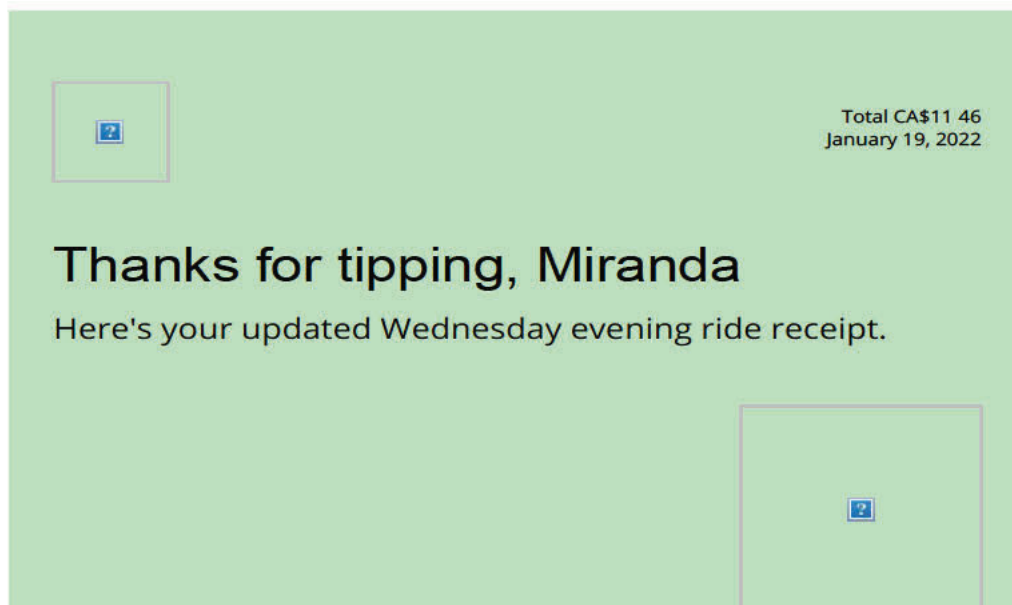 Total CA$11 46
January 19, 2022
Thanks for tipping, Miranda
Here's your updated Wednesday evening ride receipt.